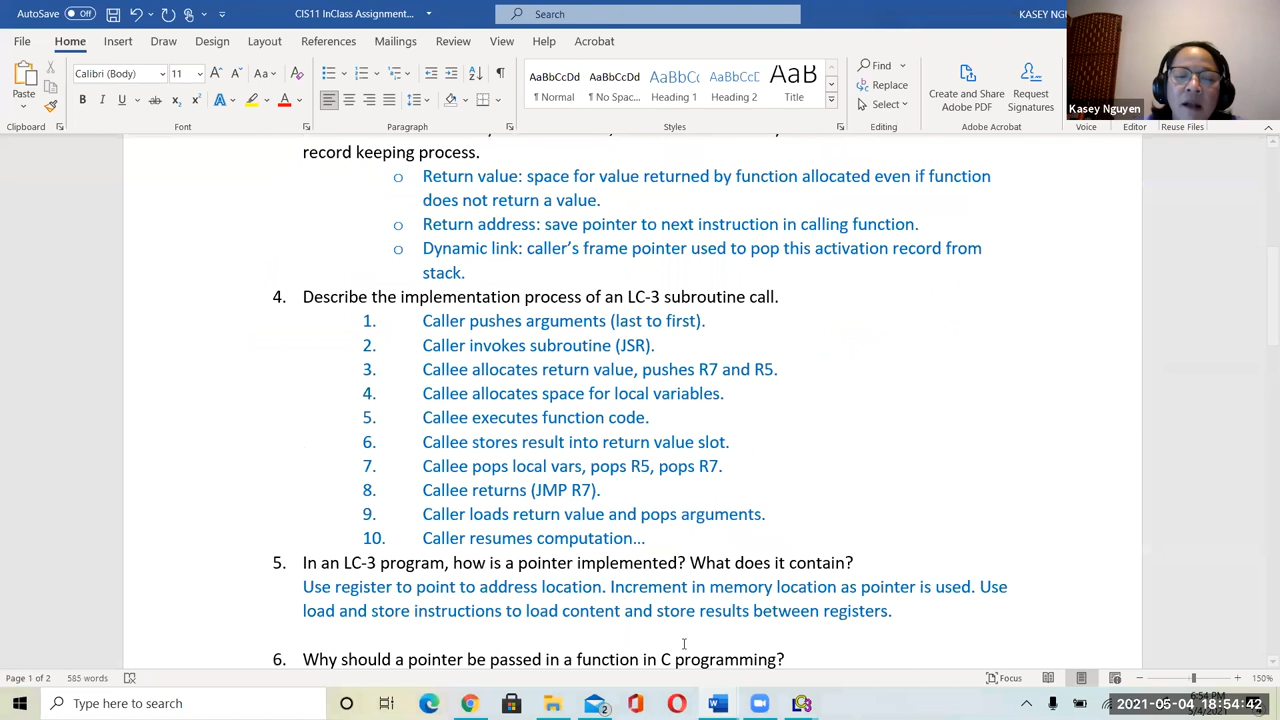 AutoSave Off
CIS11 InClass Assignment...
Search
KASEY NGU
File Home Insert Draw Design Layout References Mailings Review View Help Acrobat
Paste
Clipboard
Calibri (Body) 11
Font
Paragraph
AaBbCcDd AaBbCcDd AaBbCc AaBbCcD AaB
¶ Normal ¶ No Spac... Heading 1 Heading 2 Title
Styles
Find
Replace
Select
Editing
Create and Share Adobe PDF
Request Signatures
Adobe Acrobat
Voice
Editor
Reuse Files
Kasey Nguyen
record keeping process.
o Return value: space for value returned by function allocated even if function
does not return a value.
o Return address: save pointer to next instruction in calling function.
o Dynamic link: caller’s frame pointer used to pop this activation record from
stack.
4. Describe the implementation process of an LC-3 subroutine call.
1. Caller pushes arguments (last to first).
2. Caller invokes subroutine (JSR).
3. Callee allocates return value, pushes R7 and R5.
4. Callee allocates space for local variables.
5. Callee executes function code.
6. Callee stores result into return value slot.
7. Callee pops local vars, pops R5, pops R7.
8. Callee returns (JMP R7).
9. Caller loads return value and pops arguments.
10. Caller resumes computation…
5. In an LC-3 program, how is a pointer implemented? What does it contain?
Use register to point to address location. Increment in memory location as pointer is used. Use
load and store instructions to load content and store results between registers.
6. Why should a pointer be passed in a function in C programming?
Page 1 of 2 585 words
Focus
150%
Type here to search
2
6:54 PM
2021-05-04 18:54:42
5/4/2021